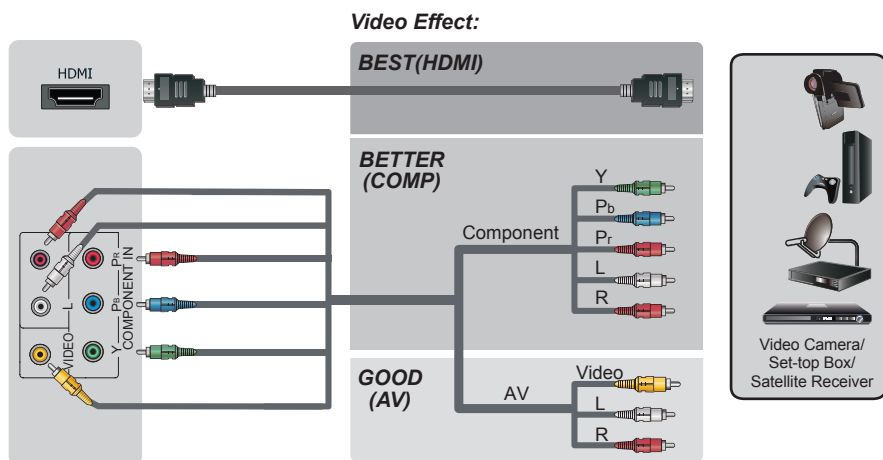 Video Effect:
HDMI
BEST(HDMI)
BETTER
(COMP)
Component
Y
Pb
Pr
L
R
GOOD
(AV)
AV
Video
L
R
VIDEO
L
Y
PB
PR
COMPONENT IN
Video Camera/
Set-top Box/
Satellite Receiver